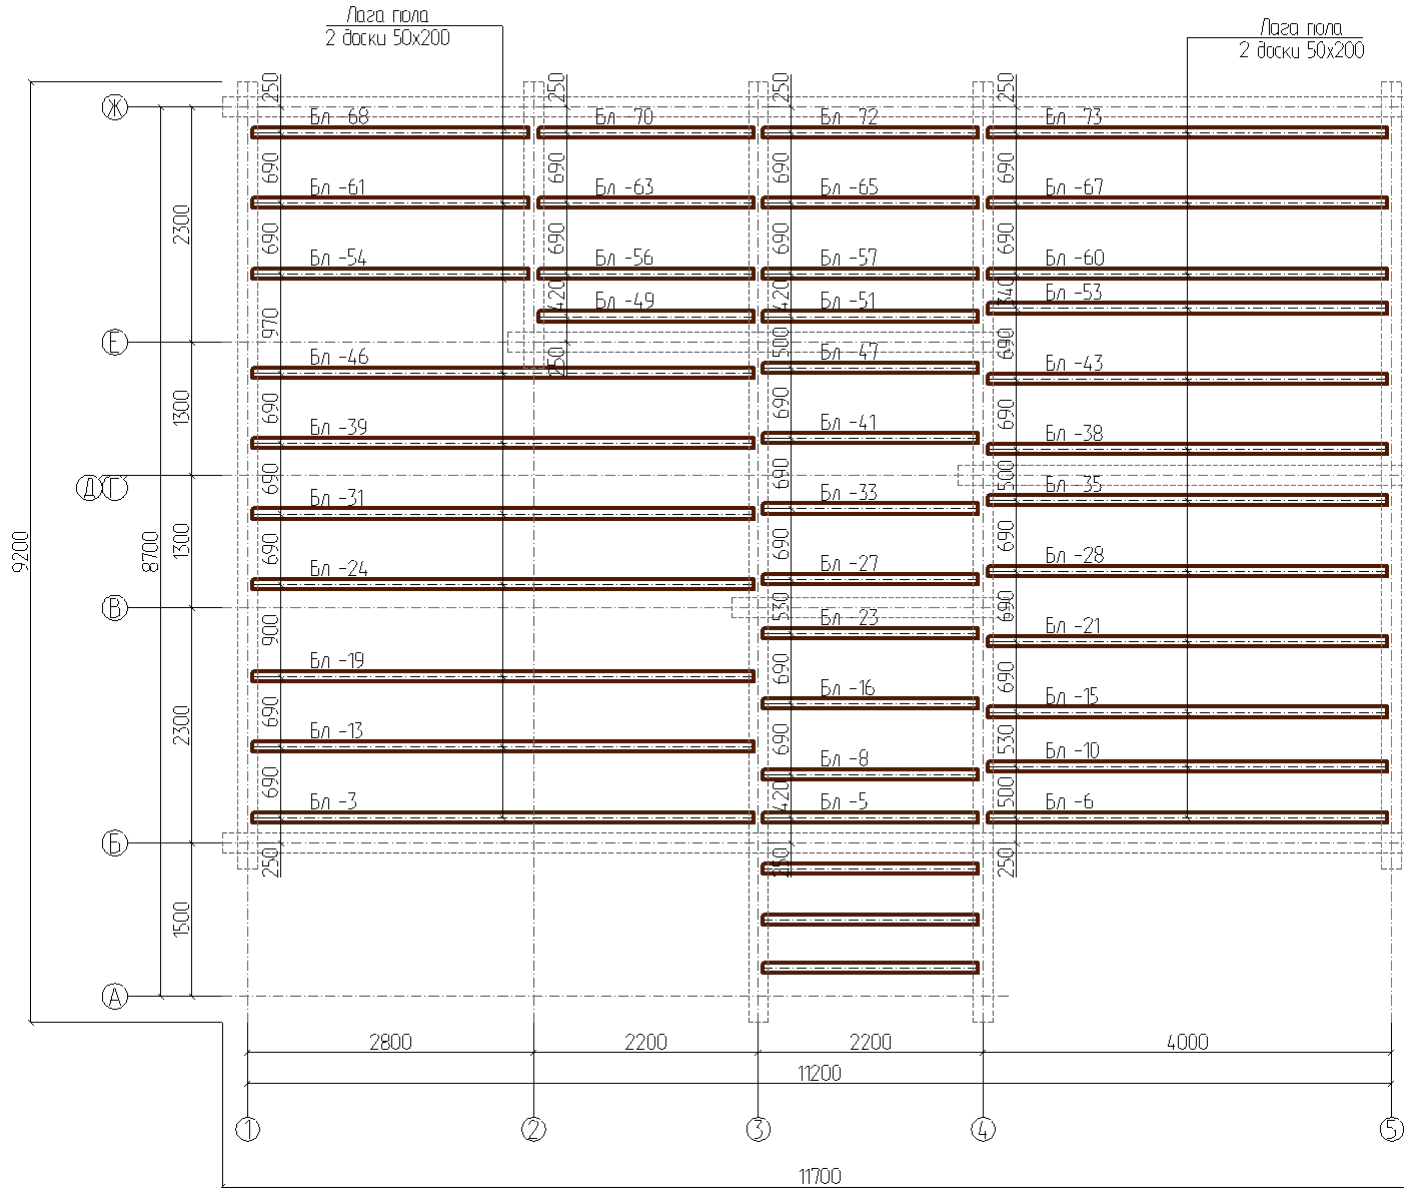 Лага пола
2 доски 50х200
Лага пола
2 доски 50х200
250
250
250
250
Ж
Бл -68
Бл -70
Бл -72
Бл -73
690
690
690
690
Бл -61
Бл -63
Бл -65
Бл -67
2300
690
690
690
690
Бл -54
Бл -56
Бл -57
Бл -60
420
420
340
Бл -49
Бл -51
Бл -53
970
Е
500
690
250
Бл -46
Бл -47
Бл -43
1300
690
690
690
Бл -39
Бл -41
Бл -38
690
690
500
Д
Г
Бл -31
Бл -33
Бл -35
9200
8700
1300
690
690
690
Бл -24
Бл -27
Бл -28
В
530
690
900
Бл -23
Бл -21
Бл -19
690
690
Бл -16
Бл -15
2300
690
690
530
Бл -13
Бл -8
Бл -10
690
420
500
Бл -3
Бл -5
Бл -6
Б
250
250
250
1500
А
2800
2200
2200
4000
11200
1
2
3
4
5
11700